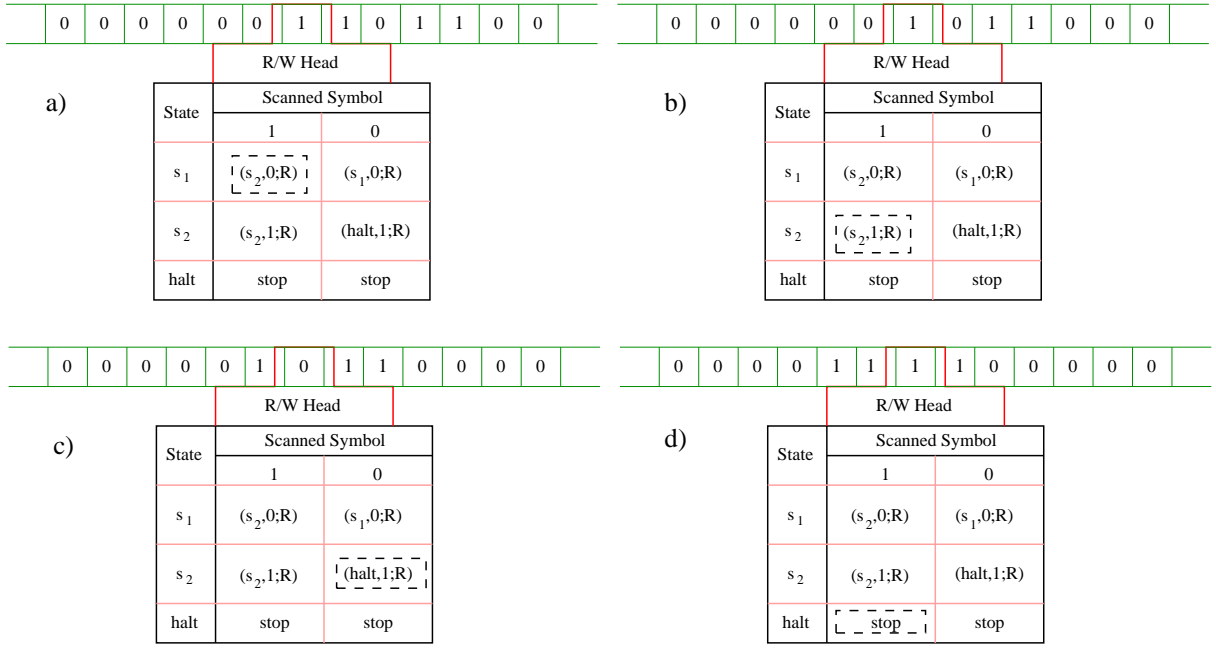 0 0 0 0 0 0 1 1 0 1 1 0 0
R/W Head
a)
State Scanned Symbol
1 0
s1 (s2,0;R) (s1,0;R)
s2 (s2,1;R) (halt,1;R)
halt stop stop
0 0 0 0 0 0 1 0 1 1 0 0 0
R/W Head
b)
State Scanned Symbol
1 0
s1 (s2,0;R) (s1,0;R)
s2 (s2,1;R) (halt,1;R)
halt stop stop
0 0 0 0 0 1 0 1 1 0 0 0 0
R/W Head
c)
State Scanned Symbol
1 0
s1 (s2,0;R) (s1,0;R)
s2 (s2,1;R) (halt,1;R)
halt stop stop
0 0 0 0 1 1 1 1 0 0 0 0 0
R/W Head
d)
State Scanned Symbol
1 0
s1 (s2,0;R) (s1,0;R)
s2 (s2,1;R) (halt,1;R)
halt stop stop